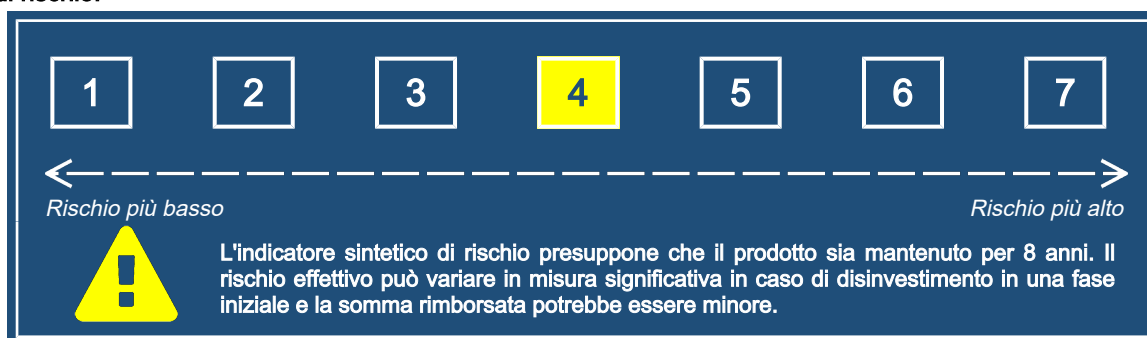 di rischio:
1 2 3 4 5 6 7
Rischio più basso Rischio più alto
L'indicatore sintetico di rischio presuppone che il prodotto sia mantenuto per 8 anni. Il
rischio effettivo può variare in misura significativa in caso di disinvestimento in una fase
iniziale e la somma rimborsata potrebbe essere minore.